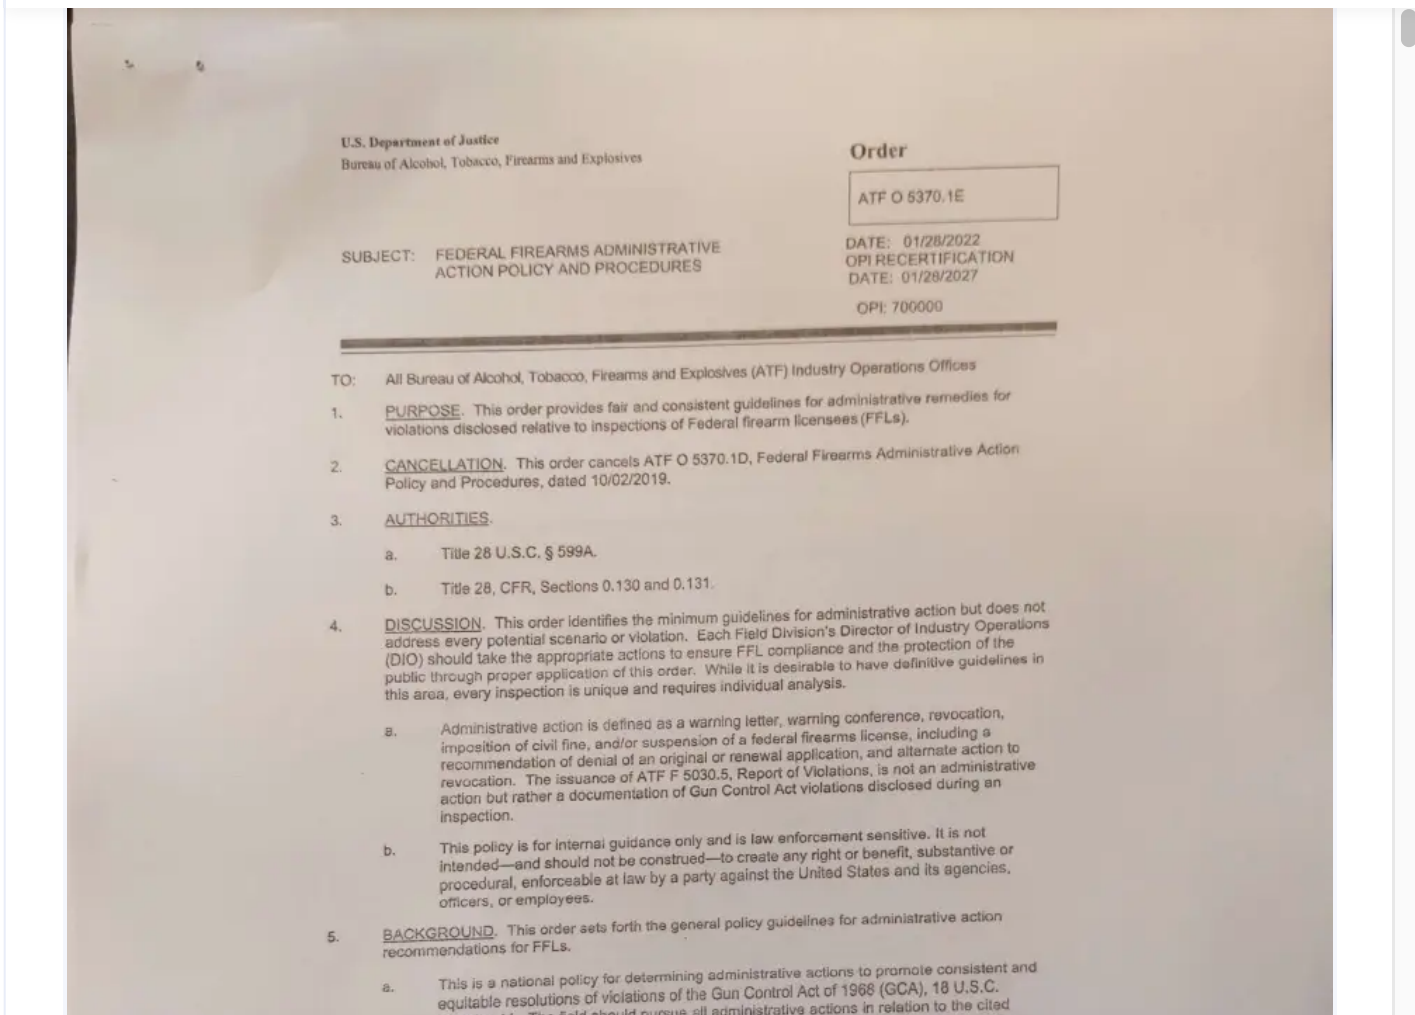 U.S. Department of Justice
Bureau of Alcohol, Tobacco, Firearms and Explosives
Order
ATF O 5370.1E
SUBJECT: FEDERAL FIREARMS ADMINISTRATIVE
ACTION POLICY AND PROCEDURES
DATE: 01/28/2022
OPI RECERTIFICATION
DATE: 01/28/2027
OPI: 700000
TO: All Bureau of Alcohol, Tobacco, Firearms and Explosives (ATF) Industry Operations Offices
1. PURPOSE. This order provides fair and consistent guidelines for administrative remedies for
violations disclosed relative to inspections of Federal firearm licensees (FFLs).
2. CANCELLATION. This order cancels ATF O 5370.1D, Federal Firearms Administrative Action
Policy and Procedures, dated 10/02/2019.
3. AUTHORITIES.
a. Title 28 U.S.C. § 599A.
b. Title 28, CFR, Sections 0.130 and 0.131.
4. DISCUSSION. This order identifies the minimum guidelines for administrative action but does not
address every potential scenario or violation. Each Field Division's Director of Industry Operations
(DIO) should take the appropriate actions to ensure FFL compliance and the protection of the
public through proper application of this order. While it is desirable to have definitive guidelines in
this area, every inspection is unique and requires individual analysis.
a. Administrative action is defined as a warning letter, warning conference, revocation,
imposition of civil fine, and/or suspension of a federal firearms license, including a
recommendation of denial of an original or renewal application, and alternate action to
revocation. The issuance of ATF F 5030.5, Report of Violations, is not an administrative
action but rather a documentation of Gun Control Act violations disclosed during an
inspection.
b. This policy is for internal guidance only and is law enforcement sensitive. It is not
intended—and should not be construed—to create any right or benefit, substantive or
procedural, enforceable at law by a party against the United States and its agencies,
officers, or employees.
5. BACKGROUND. This order sets forth the general policy guidelines for administrative action
recommendations for FFLs.
a. This is a national policy for determining administrative actions to promote consistent and
equitable resolutions of violations of the Gun Control Act of 1968 (GCA), 18 U.S.C.
The field should pursue all administrative actions in relation to the cited